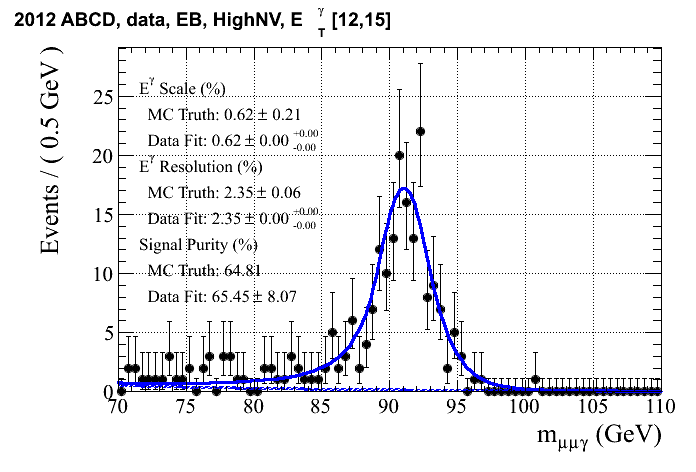 2012 ABCD, data, EB, HighNV, E γ T [12,15]
Events / ( 0.5 GeV )
25
20
15
10
5
0
E^γ Scale (%)
MC Truth: 0.62 ± 0.21
Data Fit: 0.62 ± 0.00 +0.00 -0.00
E^γ Resolution (%)
MC Truth: 2.35 ± 0.06
Data Fit: 2.35 ± 0.00 +0.00 -0.00
Signal Purity (%)
MC Truth: 64.81
Data Fit: 65.45 ± 8.07
70 75 80 85 90 95 100 105 110
m_μμγ (GeV)